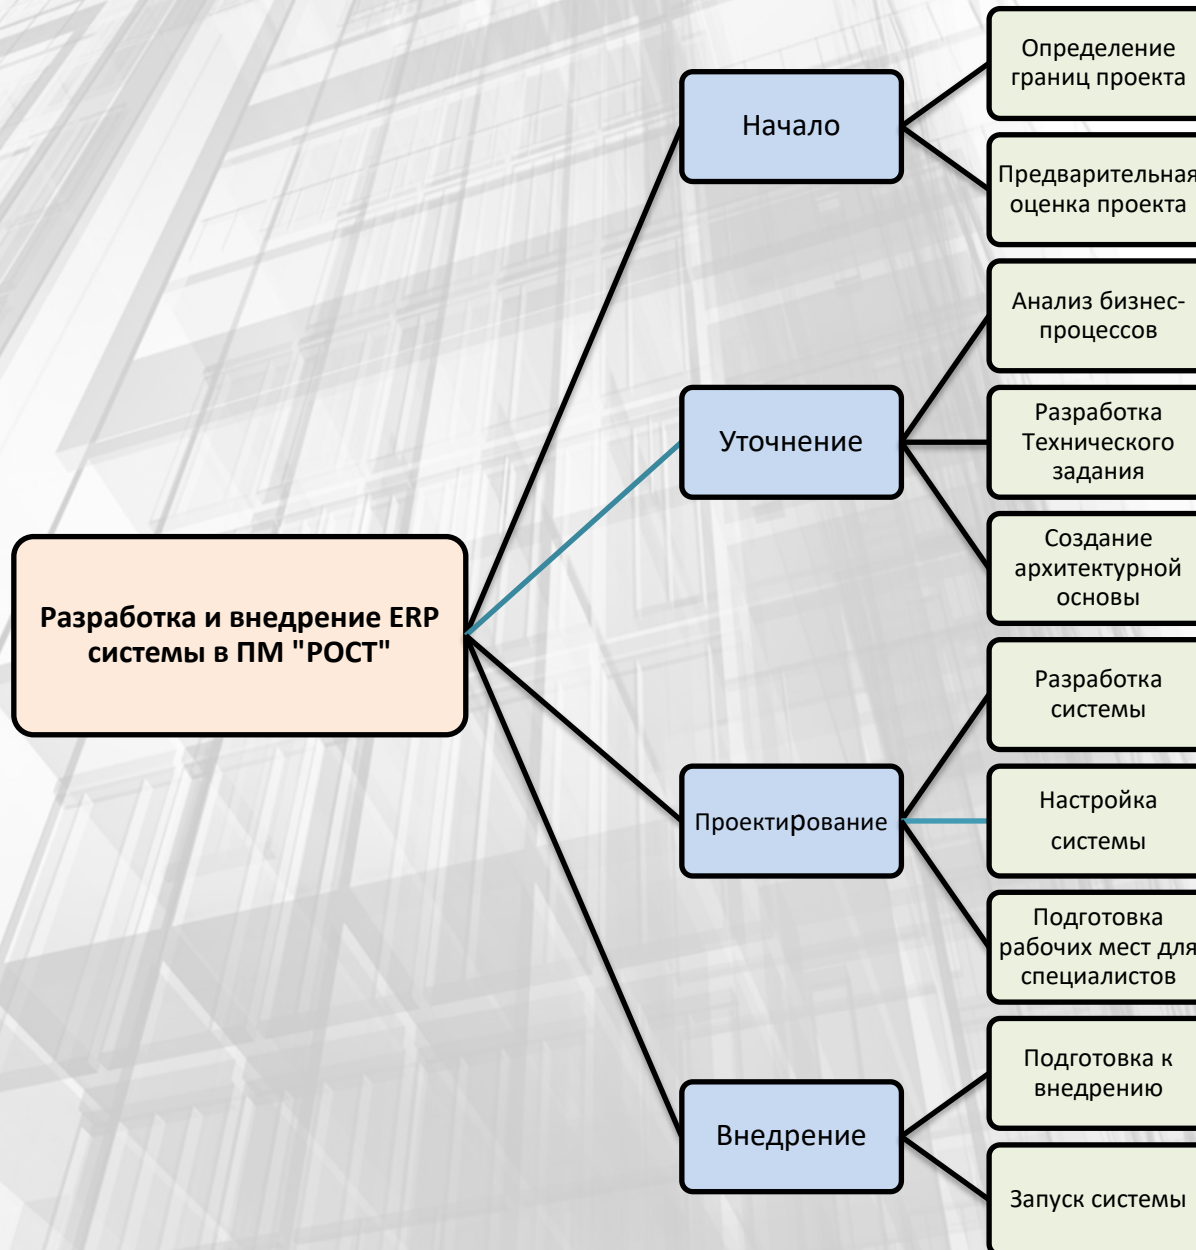 Определение
границ проекта
Начало
Предварительная
оценка проекта
Анализ бизнес-
процессов
Разработка
Технического
задания
Уточнение
Создание
архитектурной
основы
Разработка и внедрение ERP
системы в ПМ "РОСТ"
Разработка
системы
Настройка
системы
Проектирование
Подготовка
рабочих мест для
специалистов
Подготовка к
внедрению
Внедрение
Запуск системы